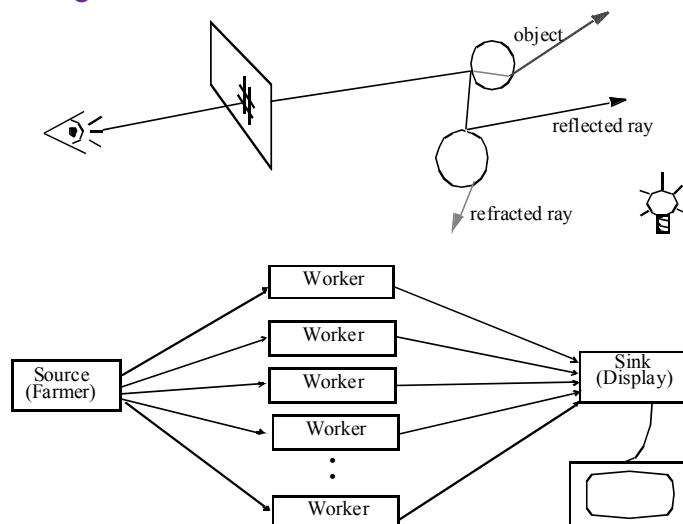 object
reflected ray
refracted ray
Worker
Worker
Worker
Worker
Worker
Source
(Farmer)
Sink
(Display)